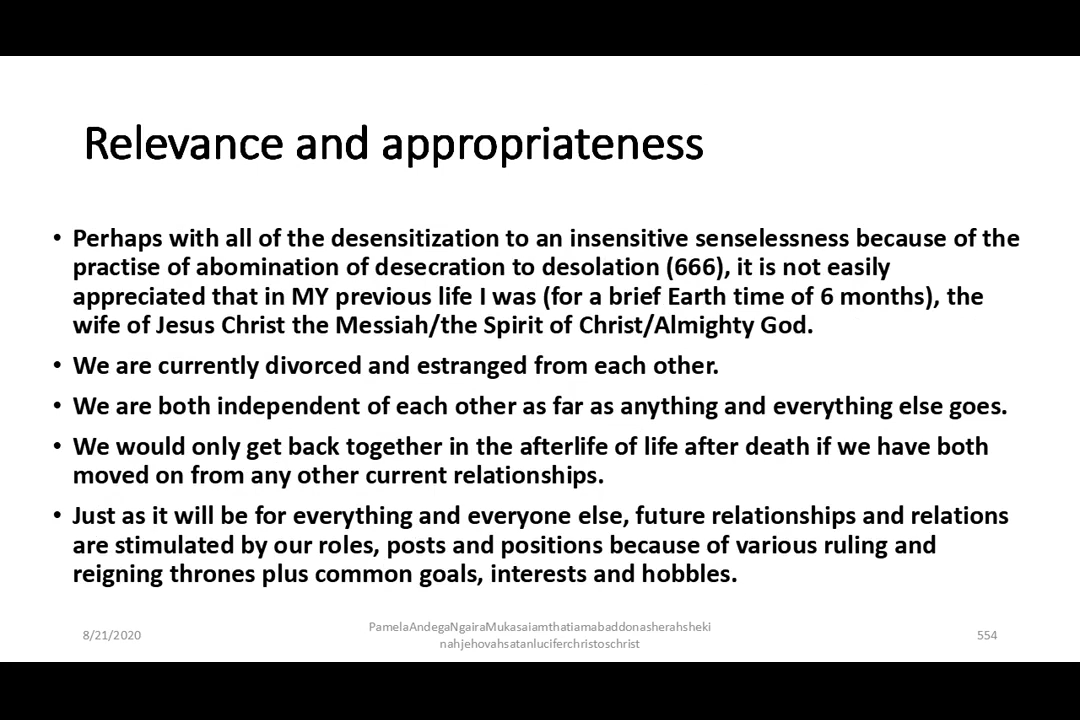 Relevance and appropriateness
• Perhaps with all of the desensitization to an insensitive senselessness because of the
practise of abomination of desecration to desolation (666), it is not easily
appreciated that in MY previous life I was (for a brief Earth time of 6 months), the
wife of Jesus Christ the Messiah/the Spirit of Christ/Almighty God.
• We are currently divorced and estranged from each other.
• We are both independent of each other as far as anything and everything else goes.
• We would only get back together in the afterlife of life after death if we have both
moved on from any other current relationships.
• Just as it will be for everything and everyone else, future relationships and relations
are stimulated by our roles, posts and positions because of various ruling and
reigning thrones plus common goals, interests and hobbles.
8/21/2020
PamelaAndegaNgairaMukasaiamthatiamabaddonasherahsheki
nahjehovahsatanluciferchristoschrist
554